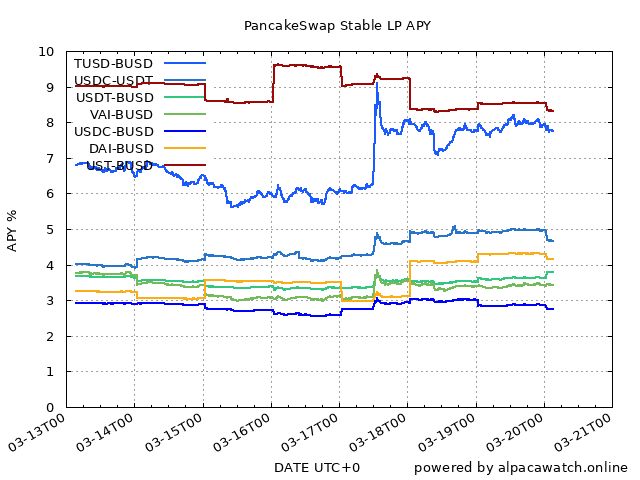 PancakeSwap Stable LP APY
10
9
8
7
6
5
4
3
2
1
0
APY %
TUSD-BUSD
USDC-USDT
USDT-BUSD
VAI-BUSD
USDC-BUSD
DAI-BUSD
UST-BUSD
03-13T00
03-14T00
03-15T00
03-16T00
03-17T00
03-18T00
03-19T00
03-20T00
03-21T00
DATE UTC+0
powered by alpacawatch.online